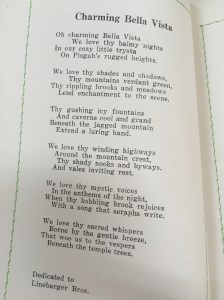 Charming Bella Vista
Oh charming Bella Vista
We love thy balmy nights
In our cozy little trysts
On Pisgah's rugged heights.
We love thy shades and shadows,
Thy mountains verdant green,
Thy rippling brooks and meadows
Lend enchantment to the scene.
Thy gushing icy fountains
And caverns cool and grand
Beneath the jagged mountain
Extend a luring hand.
We love thy winding highways
Around the mountain crest,
Thy shady nooks and byways.
And vales inviting rest.
We love thy mystic voices
In the anthems of the night,
When thy bubbling brook rejoices
With a song that seraphs write.
We love thy sacred whispers
Borne by the gentle breeze,
That woo us to the vespers
Beneath the temple trees.
Dedicated to
Linebarger Bros.